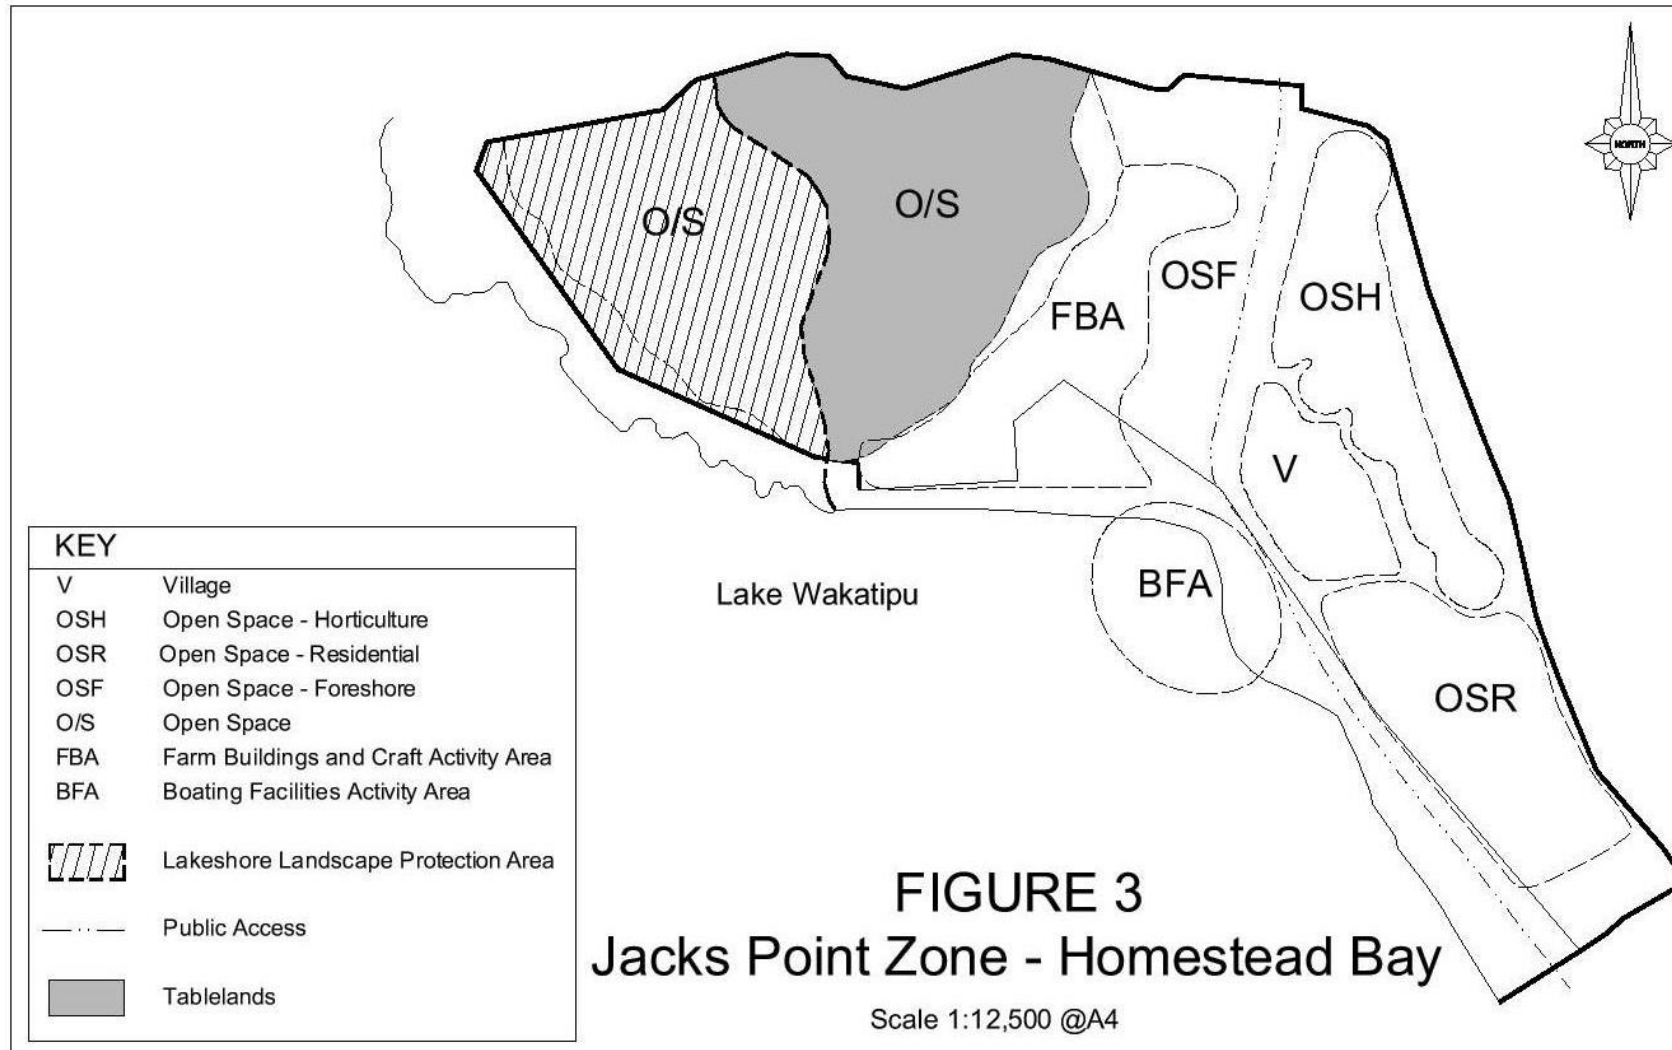 NORTH
O/S
O/S
OSF
OSH
FBA
V
BFA
OSR
Lake Wakatipu
KEY
V Village
OSH Open Space - Horticulture
OSR Open Space - Residential
OSF Open Space - Foreshore
O/S Open Space
FBA Farm Buildings and Craft Activity Area
BFA Boating Facilities Activity Area
Lakeshore Landscape Protection Area
Public Access
Tablelands
FIGURE 3
Jacks Point Zone - Homestead Bay
Scale 1:12,500 @A4